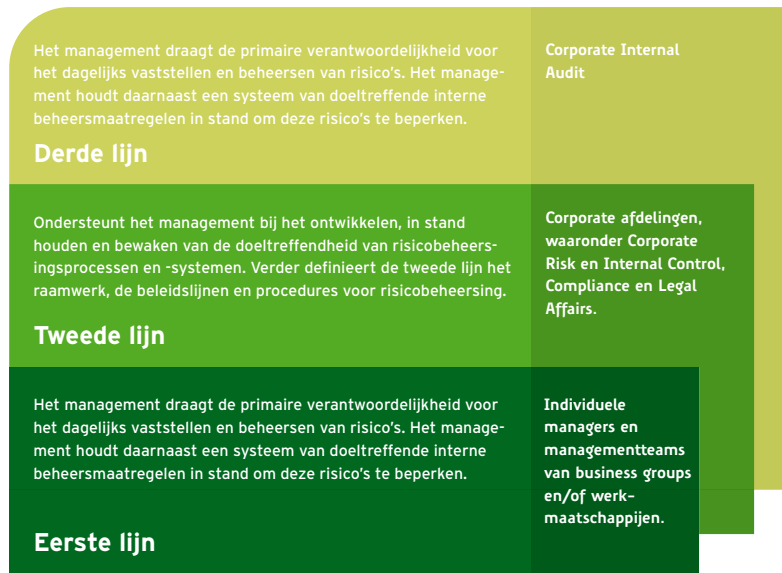 Het management draagt de primaire verantwoordelijkheid voor
het dagelijks vaststellen en beheersen van risico's. Het manage-
ment houdt daarnaast een systeem van doeltreffende interne
beheersmaatregelen in stand om deze risico's te beperken.
Derde lijn
Corporate Internal
Audit
Ondersteunt het management bij het ontwikkelen, in stand
houden en bewaken van de doeltreffendheid van risicobeheers-
ingsprocessen en -systemen. Verder definieert de tweede lijn het
raamwerk, de beleidslijnen en procedures voor risicobeheersing.
Tweede lijn
Corporate afdelingen,
waaronder Corporate
Risk en Internal Control,
Compliance en Legal
Affairs.
Het management draagt de primaire verantwoordelijkheid voor
het dagelijks vaststellen en beheersen van risico's. Het manage-
ment houdt daarnaast een systeem van doeltreffende interne
beheersmaatregelen in stand om deze risico's te beperken.
Eerste lijn
Individuele
managers en
managementteams
van business groups
en/of werk-
maatschappijen.